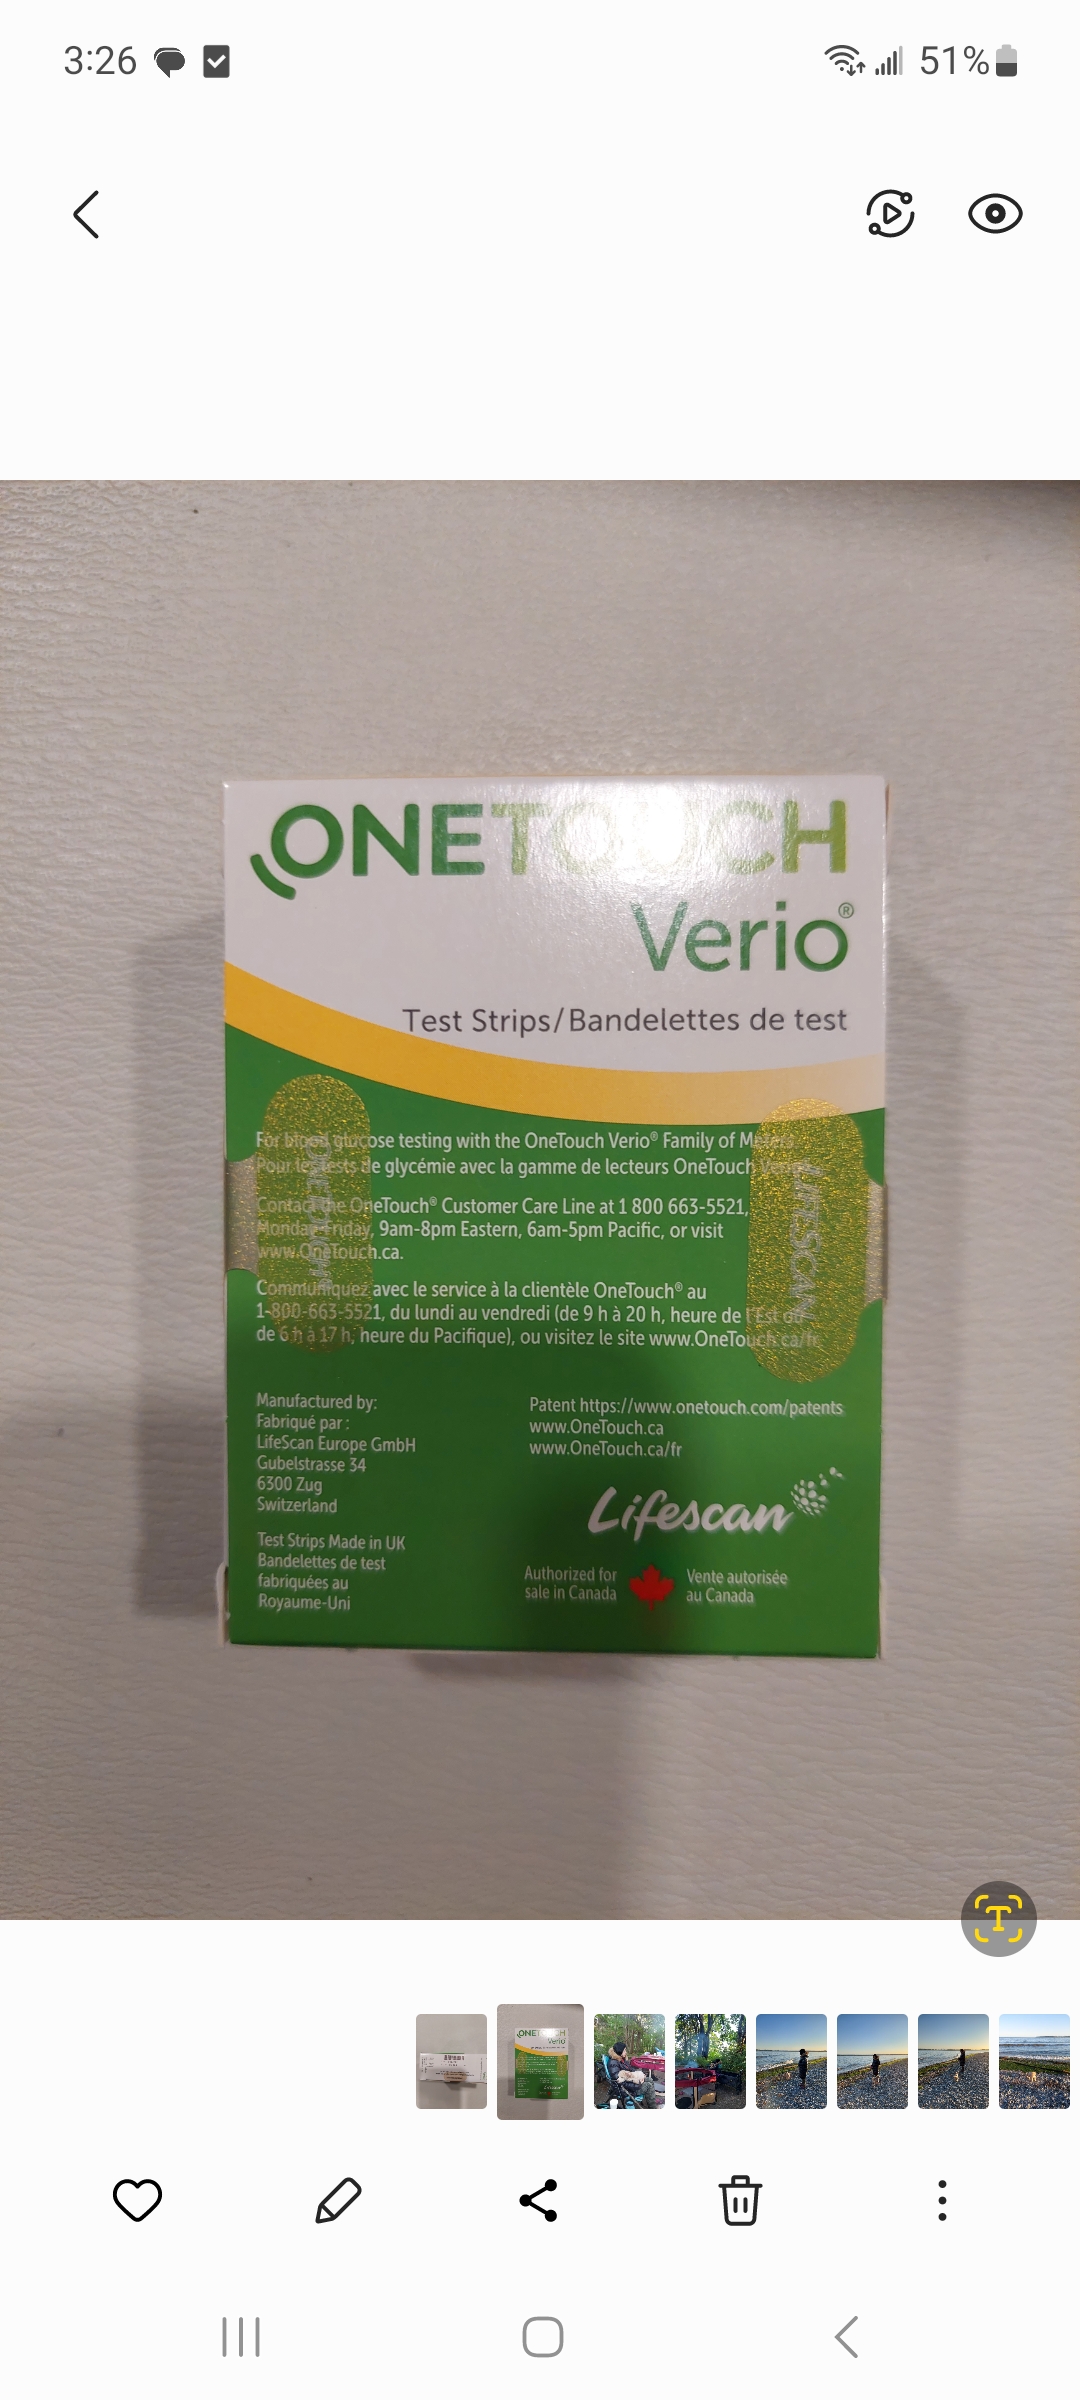 3:26
51%
ONETOUCH
Verio®
Test Strips/Bandelettes de test
For blood glucose testing with the OneTouch Verio® Family of Meters
Pour les tests de glycémie avec la gamme de lecteurs OneTouch Verio
Contact the OneTouch® Customer Care Line at 1 800 663-5521,
Monday-Friday, 9am-8pm Eastern, 6am-5pm Pacific, or visit
www.Onetouch.ca.
Communiquez avec le service à la clientèle OneTouch® au
1-800-663-5521, du lundi au vendredi (de 9 h à 20 h, heure de l'Est ou
de 6 h à 17 h, heure du Pacifique), ou visitez le site www.OneTouch.ca/fr
ONETOUCH
LIFESCAN
Manufactured by:
Fabriqué par :
LifeScan Europe GmbH
Gubelstrasse 34
6300 Zug
Switzerland
Test Strips Made in UK
Bandelettes de test
fabriquées au
Royaume-Uni
Patent https://www.onetouch.com/patents
www.OneTouch.ca
www.OneTouch.ca/fr
Lifescan
Authorized for
sale in Canada
Vente autorisée
au Canada
T
ONETOUCH
Verio